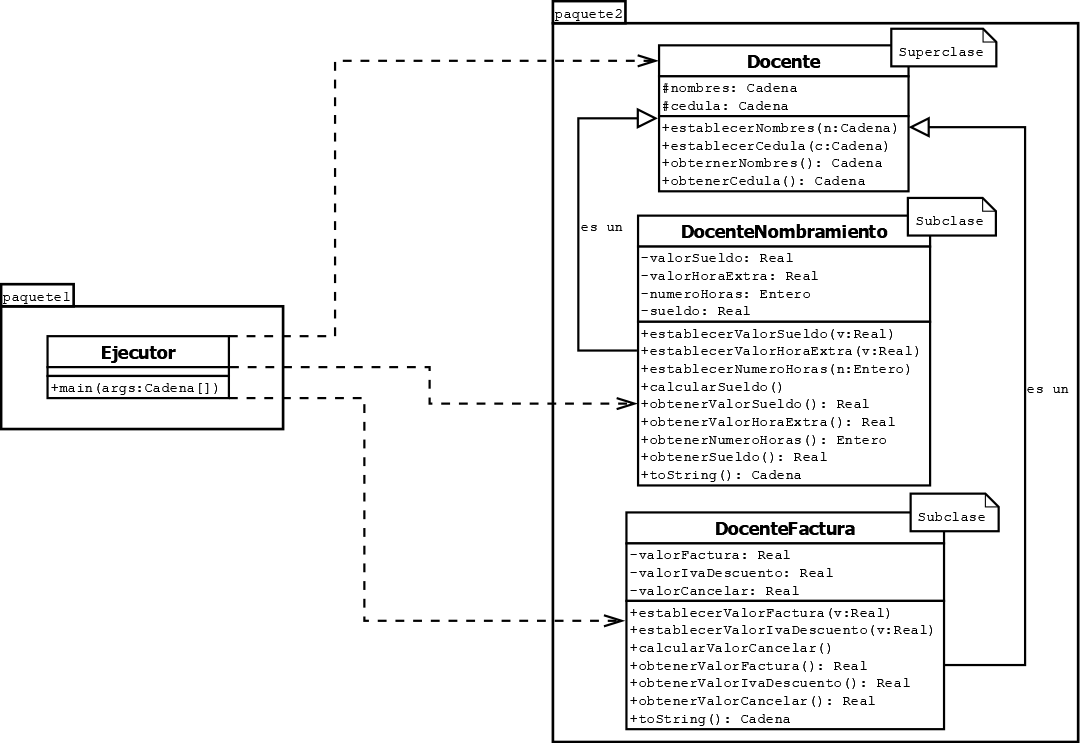 paquete2
Superclase
Docente
#nombres: Cadena
#cedula: Cadena
+establecerNombres(n:Cadena)
+establecerCedula(c:Cadena)
+obternerNombres(): Cadena
+obtenerCedula(): Cadena
es un
Subclase
DocenteNombramiento
-valorSueldo: Real
-valorHoraExtra: Real
-numeroHoras: Entero
-sueldo: Real
+establecerValorSueldo(v:Real)
+establecerValorHoraExtra(v:Real)
+establecerNumeroHoras(n:Entero)
+calcularSueldo()
+obtenerValorSueldo(): Real
+obtenerValorHoraExtra(): Real
+obtenerNumeroHoras(): Entero
+obtenerSueldo(): Real
+toString(): Cadena
es un
paquete1
Ejecutor
+main(args:Cadena[])
Subclase
DocenteFactura
-valorFactura: Real
-valorIvaDescuento: Real
-valorCancelar: Real
+establecerValorFactura(v:Real)
+establecerValorIvaDescuento(v:Real)
+calcularValorCancelar()
+obtenerValorFactura(): Real
+obtenerValorIvaDescuento(): Real
+obtenerValorCancelar(): Real
+toString(): Cadena